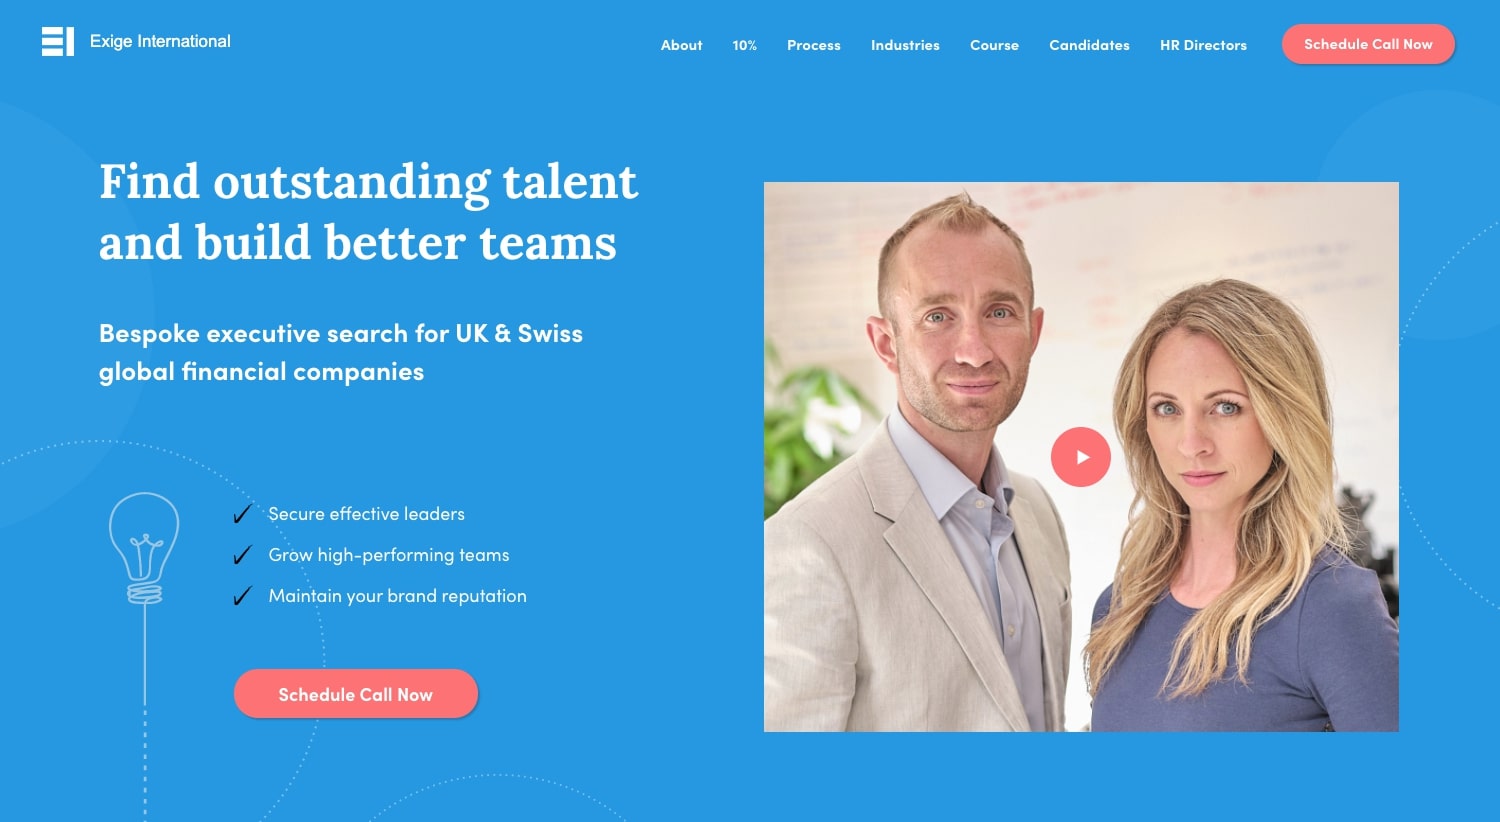 Exige International
About
10%
Process
Industries
Course
Candidates
HR Directors
Schedule Call Now
Find outstanding talent
and build better teams
Bespoke executive search for UK & Swiss
global financial companies
Secure effective leaders
Grow high-performing teams
Maintain your brand reputation
Schedule Call Now